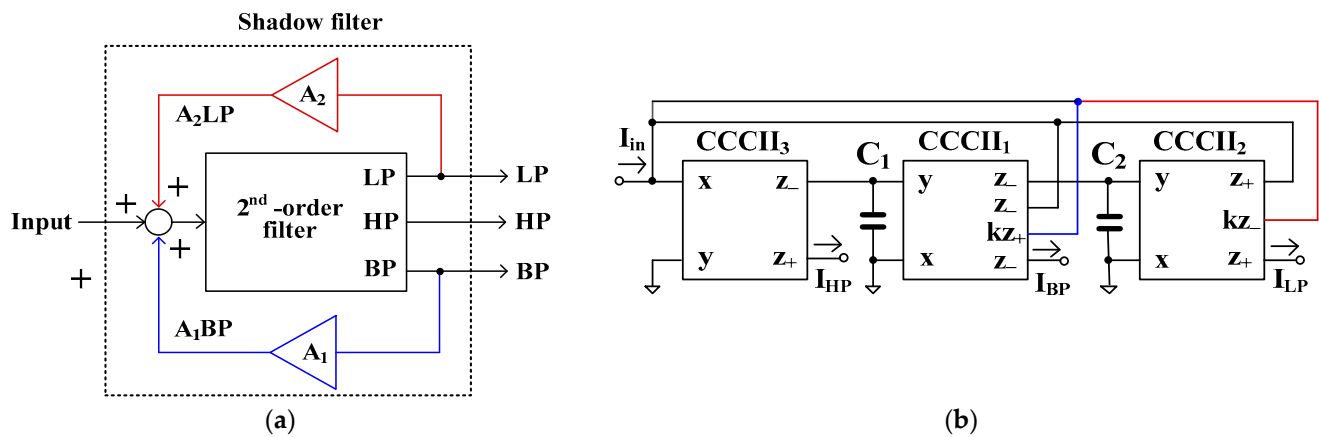 Shadow filter
A₂
A₂LP
LP
LP
Input
2ⁿᵈ -order
filter
HP
HP
BP
BP
A₁BP
A₁
+
+
+
+
(a)
I_in
CCCII₃
x
z₋
y
z₊
I_HP
C₁
CCCII₁
y
z₋
z₋
kz₊
x
z₋
I_BP
C₂
CCCII₂
y
z₊
kz₋
x
z₊
I_LP
(b)